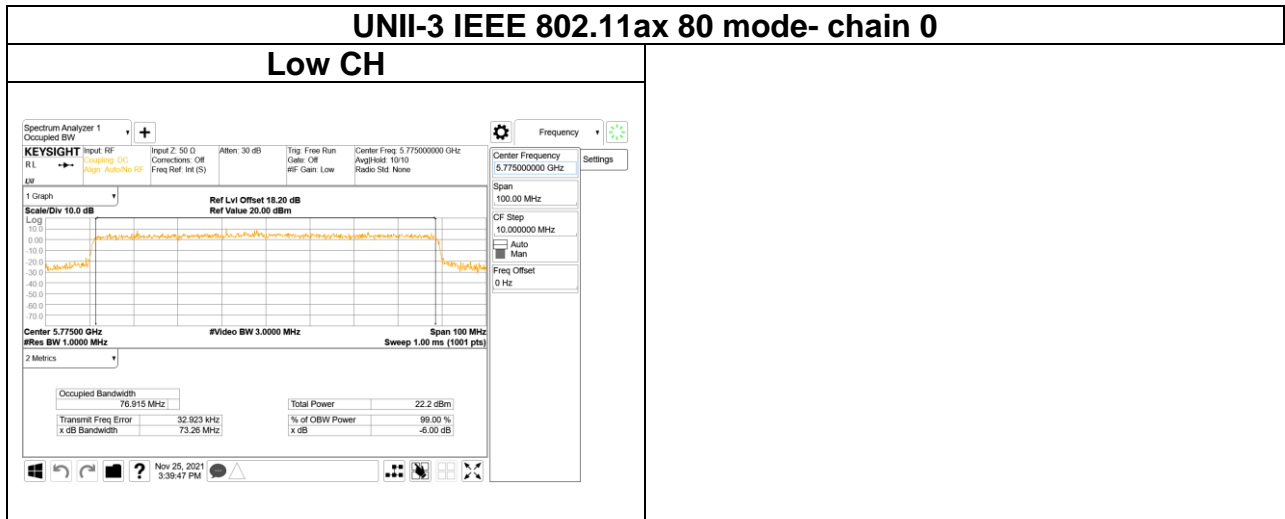 UNII-3 IEEE 802.11ax 80 mode- chain 0
Low CH
Spectrum Analyzer 1
Occupied BW
Frequency
KEYSIGHT
Input: RF
Coupling: DC
Align: Auto/No RF
Input Z: 50 Ω
Corrections: Off
Freq Ref: Int (S)
Atten: 30 dB
Trig: Free Run
Gate: Off
#IF Gain: Low
Center Freq: 5.775000000 GHz
Avg|Hold: 10/10
Radio Std: None
R L
Center Frequency
5.775000000 GHz
Settings
Span
100.00 MHz
CF Step
10.000000 MHz
Auto
Man
Freq Offset
0 Hz
1 Graph
Scale/Div 10.0 dB
Ref Lvl Offset 18.20 dB
Ref Value 20.00 dBm
Log
10.0
0.00
-10.0
-20.0
-30.0
-40.0
-50.0
-60.0
-70.0
Center 5.77500 GHz
#Video BW 3.0000 MHz
Span 100 MHz
#Res BW 1.0000 MHz
Sweep 1.00 ms (1001 pts)
2 Metrics
Occupied Bandwidth
76.915 MHz
Total Power 22.2 dBm
Transmit Freq Error 32.923 kHz
% of OBW Power 99.00 %
x dB Bandwidth 73.26 MHz
x dB -6.00 dB
Nov 25, 2021
3:39:47 PM